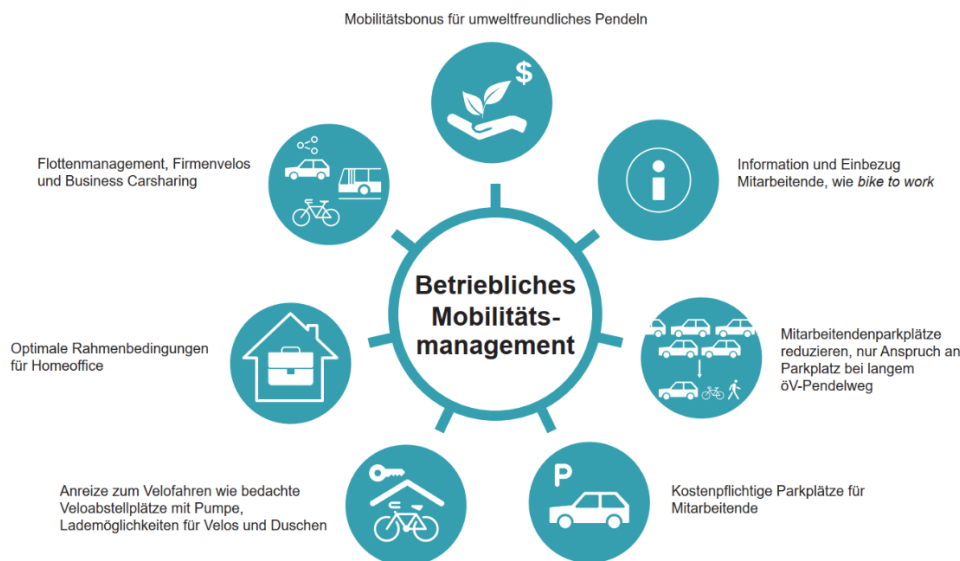 Mobilitätsbonus für umweltfreundliches Pendeln
$
Flottenmanagement, Firmenvelos
und Business Carsharing
i
Information und Einbezug
Mitarbeitende, wie bike to work
Betriebliches
Mobilitäts-
management
Optimale Rahmenbedingungen
für Homeoffice
Mitarbeitendenparkplätze
reduzieren, nur Anspruch an
Parkplatz bei langem
öV-Pendelweg
Anreize zum Velofahren wie bedachte
Veloabstellplätze mit Pumpe,
Lademöglichkeiten für Velos und Duschen
P
Kostenpflichtige Parkplätze für
Mitarbeitende